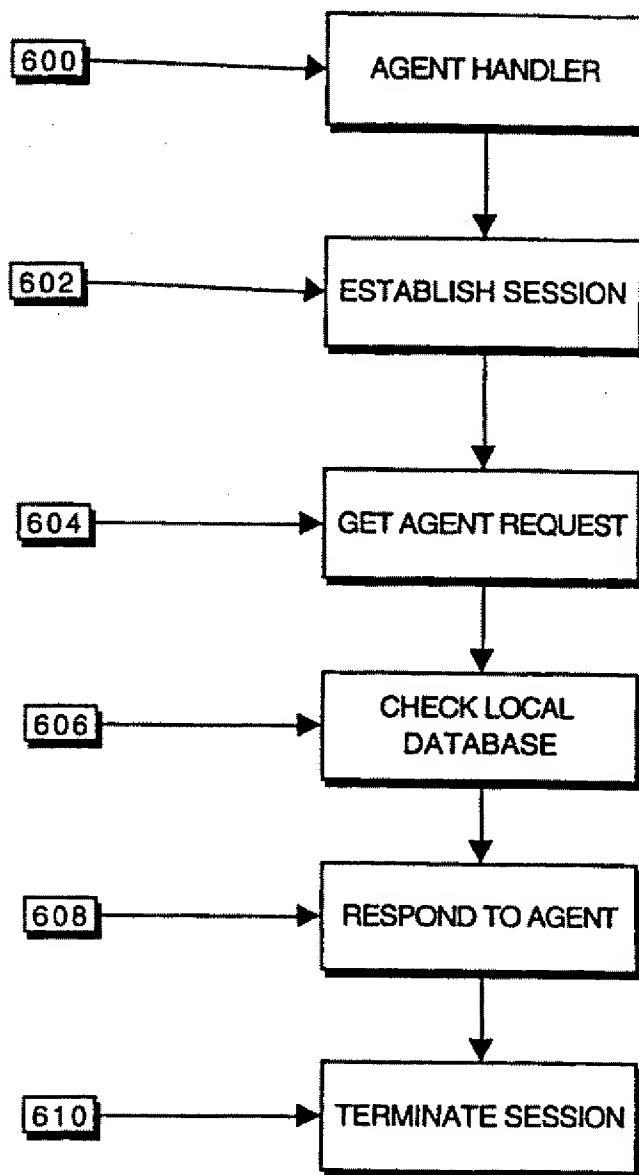 600
AGENT HANDLER
602
ESTABLISH SESSION
604
GET AGENT REQUEST
606
CHECK LOCAL
DATABASE
608
RESPOND TO AGENT
610
TERMINATE SESSION